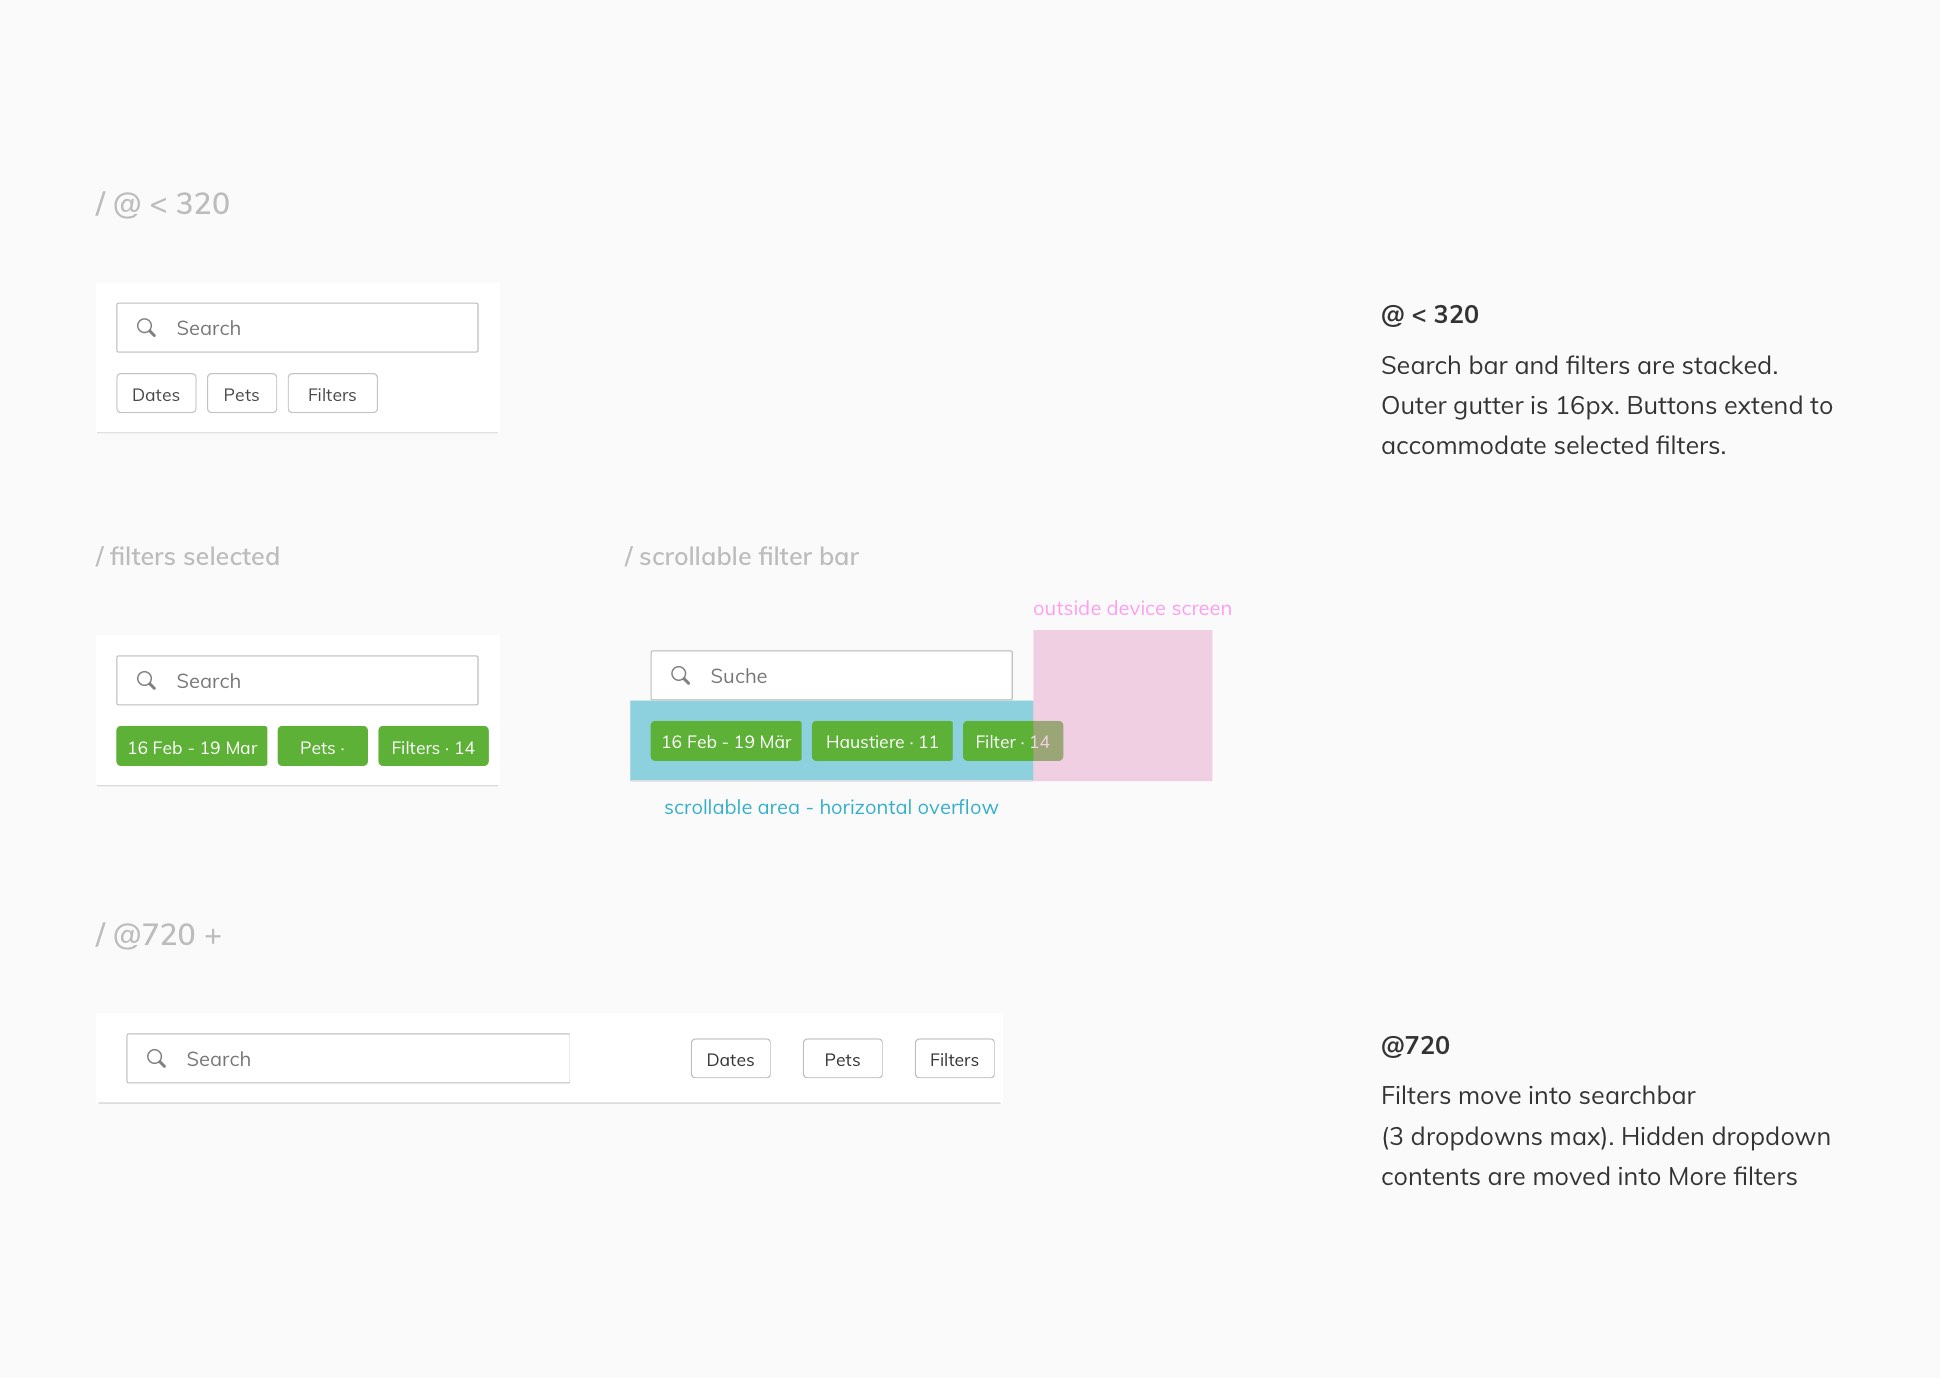 / @ < 320
Search
Dates Pets Filters
@ < 320
Search bar and filters are stacked.
Outer gutter is 16px. Buttons extend to
accommodate selected filters.
/ filters selected
Search
16 Feb - 19 Mar Pets · Filters · 14
/ scrollable filter bar
outside device screen
Suche
16 Feb - 19 Mär Haustiere · 11 Filter · 14
scrollable area - horizontal overflow
/ @720 +
Search Dates Pets Filters
@720
Filters move into searchbar
(3 dropdowns max). Hidden dropdown
contents are moved into More filters